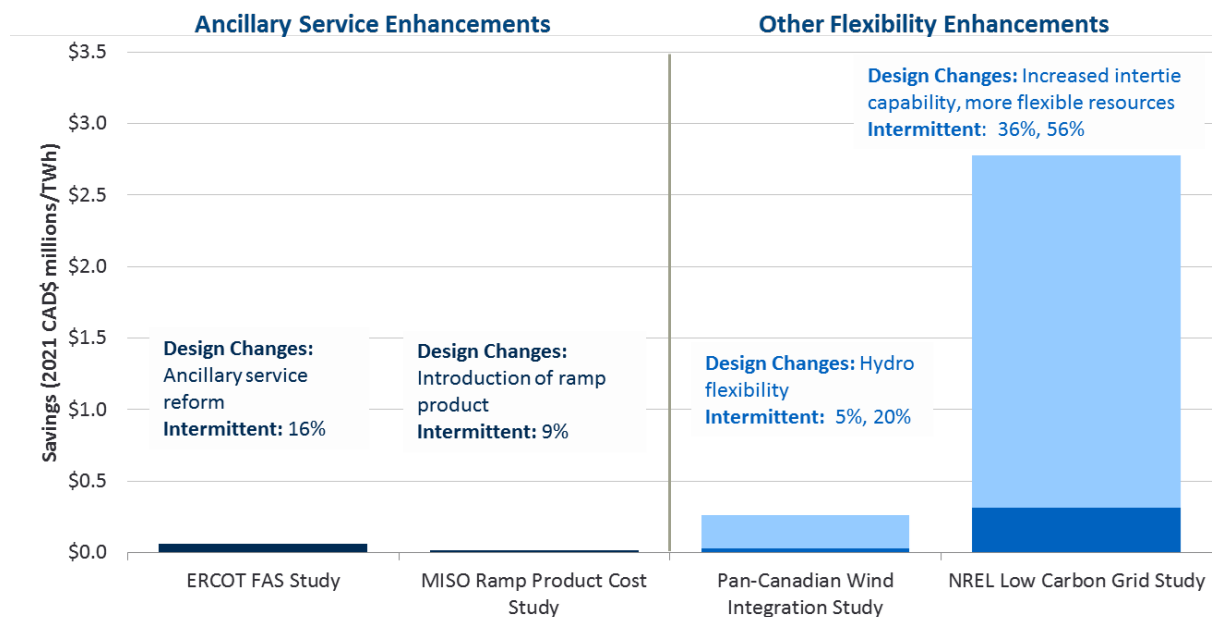 Ancillary Service Enhancements
Other Flexibility Enhancements
Savings (2021 CAD$ millions/TWh)
$3.5
$3.0
$2.5
$2.0
$1.5
$1.0
$0.5
$0.0
Design Changes:
Ancillary service
reform
Intermittent: 16%
Design Changes:
Introduction of ramp
product
Intermittent: 9%
Design Changes: Hydro
flexibility
Intermittent: 5%, 20%
Design Changes: Increased intertie
capability, more flexible resources
Intermittent: 36%, 56%
ERCOT FAS Study
MISO Ramp Product Cost
Study
Pan-Canadian Wind
Integration Study
NREL Low Carbon Grid Study